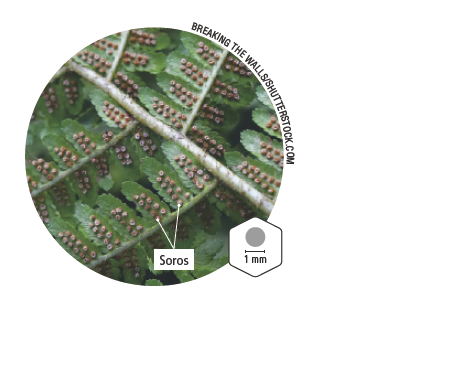 BREAKING THE WALLS/SHUTTERSTOCK.COM
Soros
1 mm